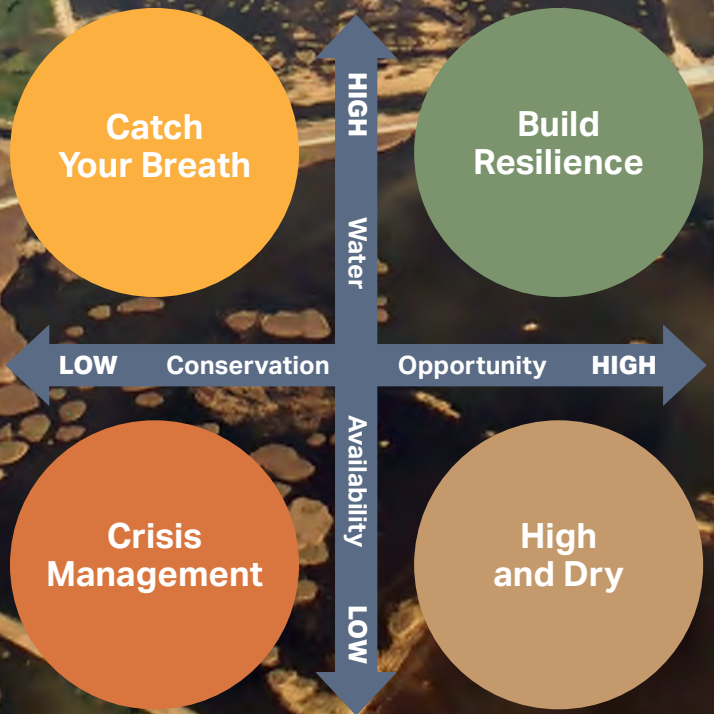 HIGH
Catch
Your Breath
Build
Resilience
Water
LOW Conservation Opportunity HIGH
Availability
Crisis
Management
High
and Dry
LOW